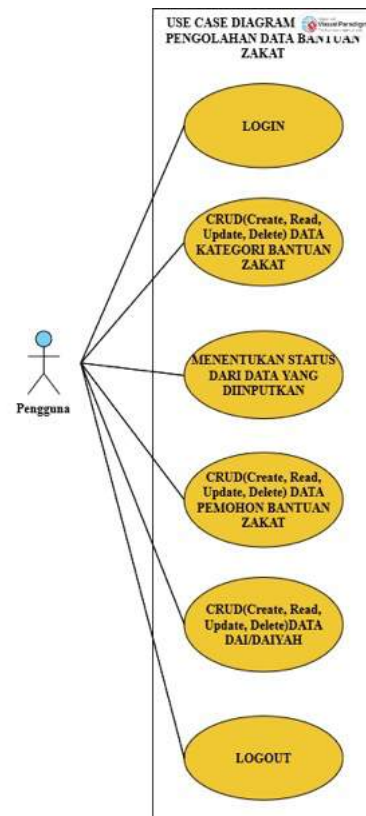 USE CASE DIAGRAM
Visual Paradigm
PENGOLAHAN DATA BANTUAN
ZAKAT
LOGIN
CRUD(Create, Read,
Update, Delete) DATA
KATEGORI BANTUAN
ZAKAT
MENENTUKAN STATUS
DARI DATA YANG
DIINPUTKAN
Pengguna
CRUD(Create, Read,
Update, Delete) DATA
PEMOHON BANTUAN
ZAKAT
CRUD(Create, Read,
Update, Delete)DATA
DAI/DAIYAH
LOGOUT